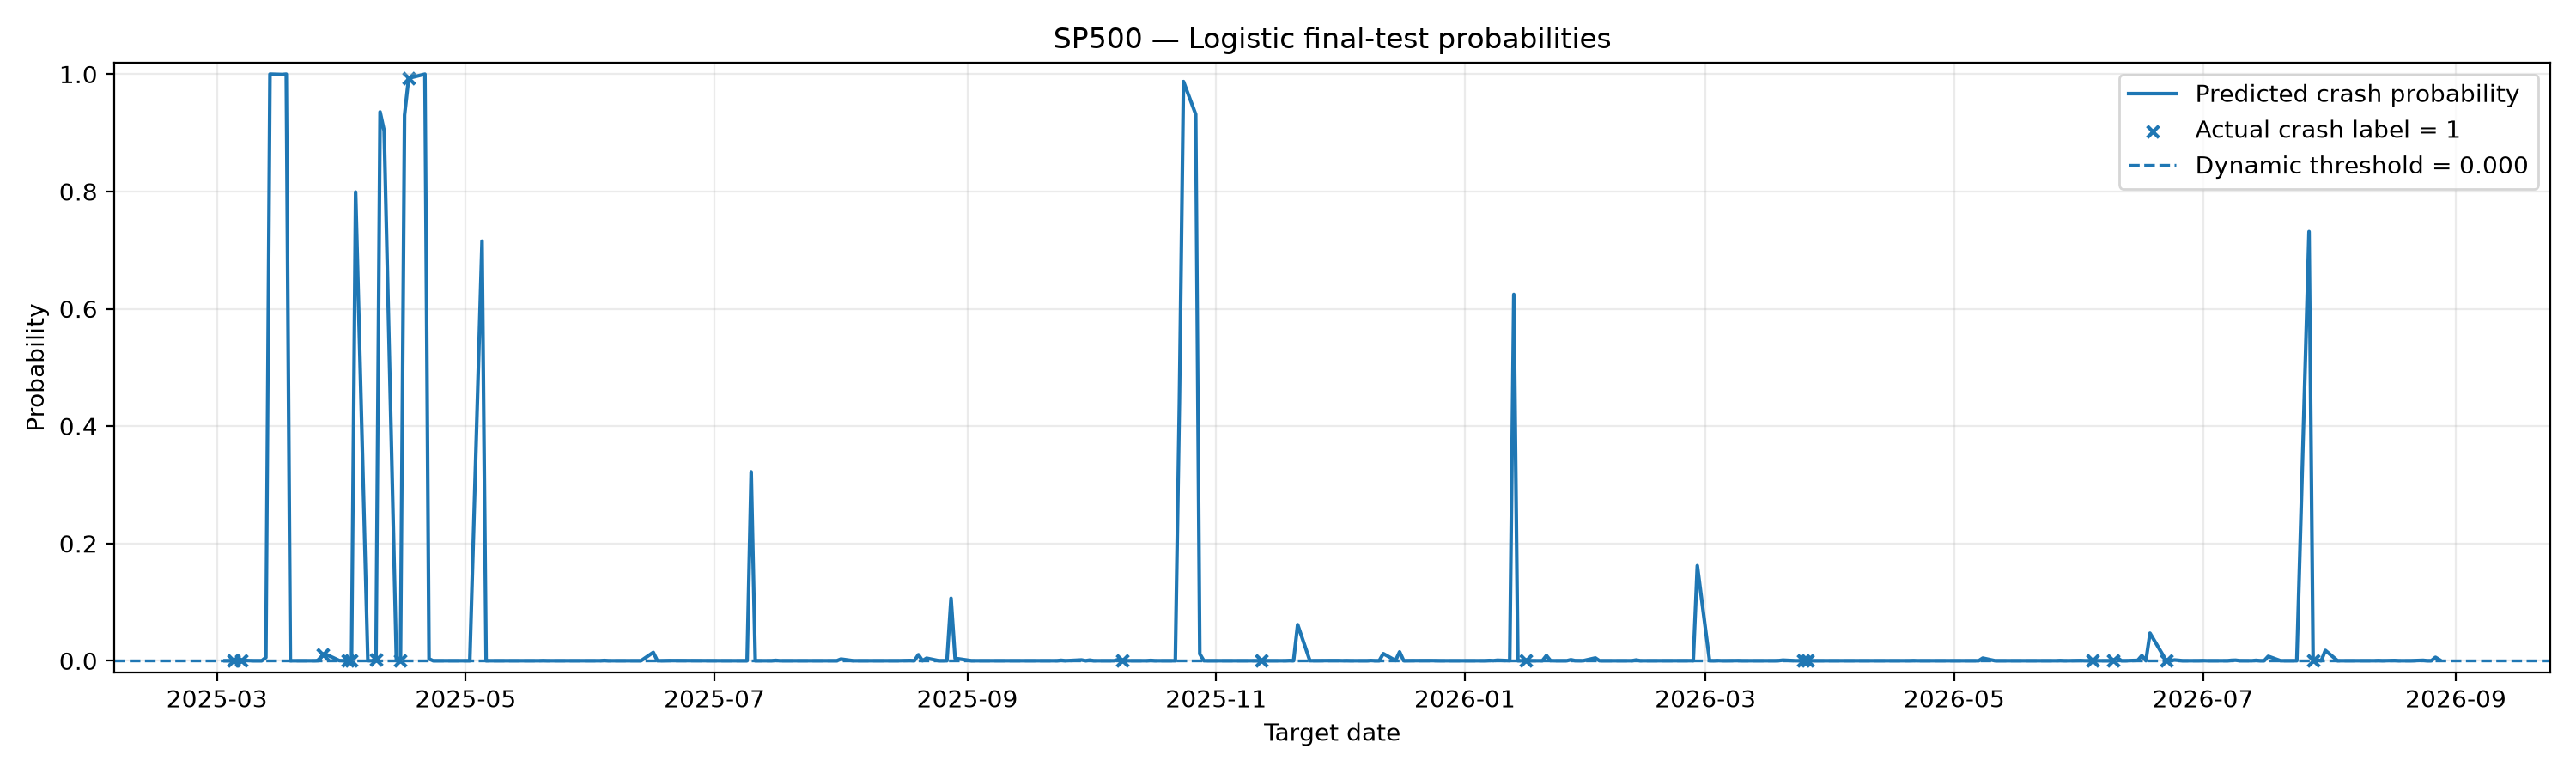 SP500 — Logistic final-test probabilities
1.0
0.8
0.6
0.4
0.2
0.0
Probability
Predicted crash probability
Actual crash label = 1
Dynamic threshold = 0.000
2025-03 2025-05 2025-07 2025-09 2025-11 2026-01 2026-03 2026-05 2026-07 2026-09
Target date